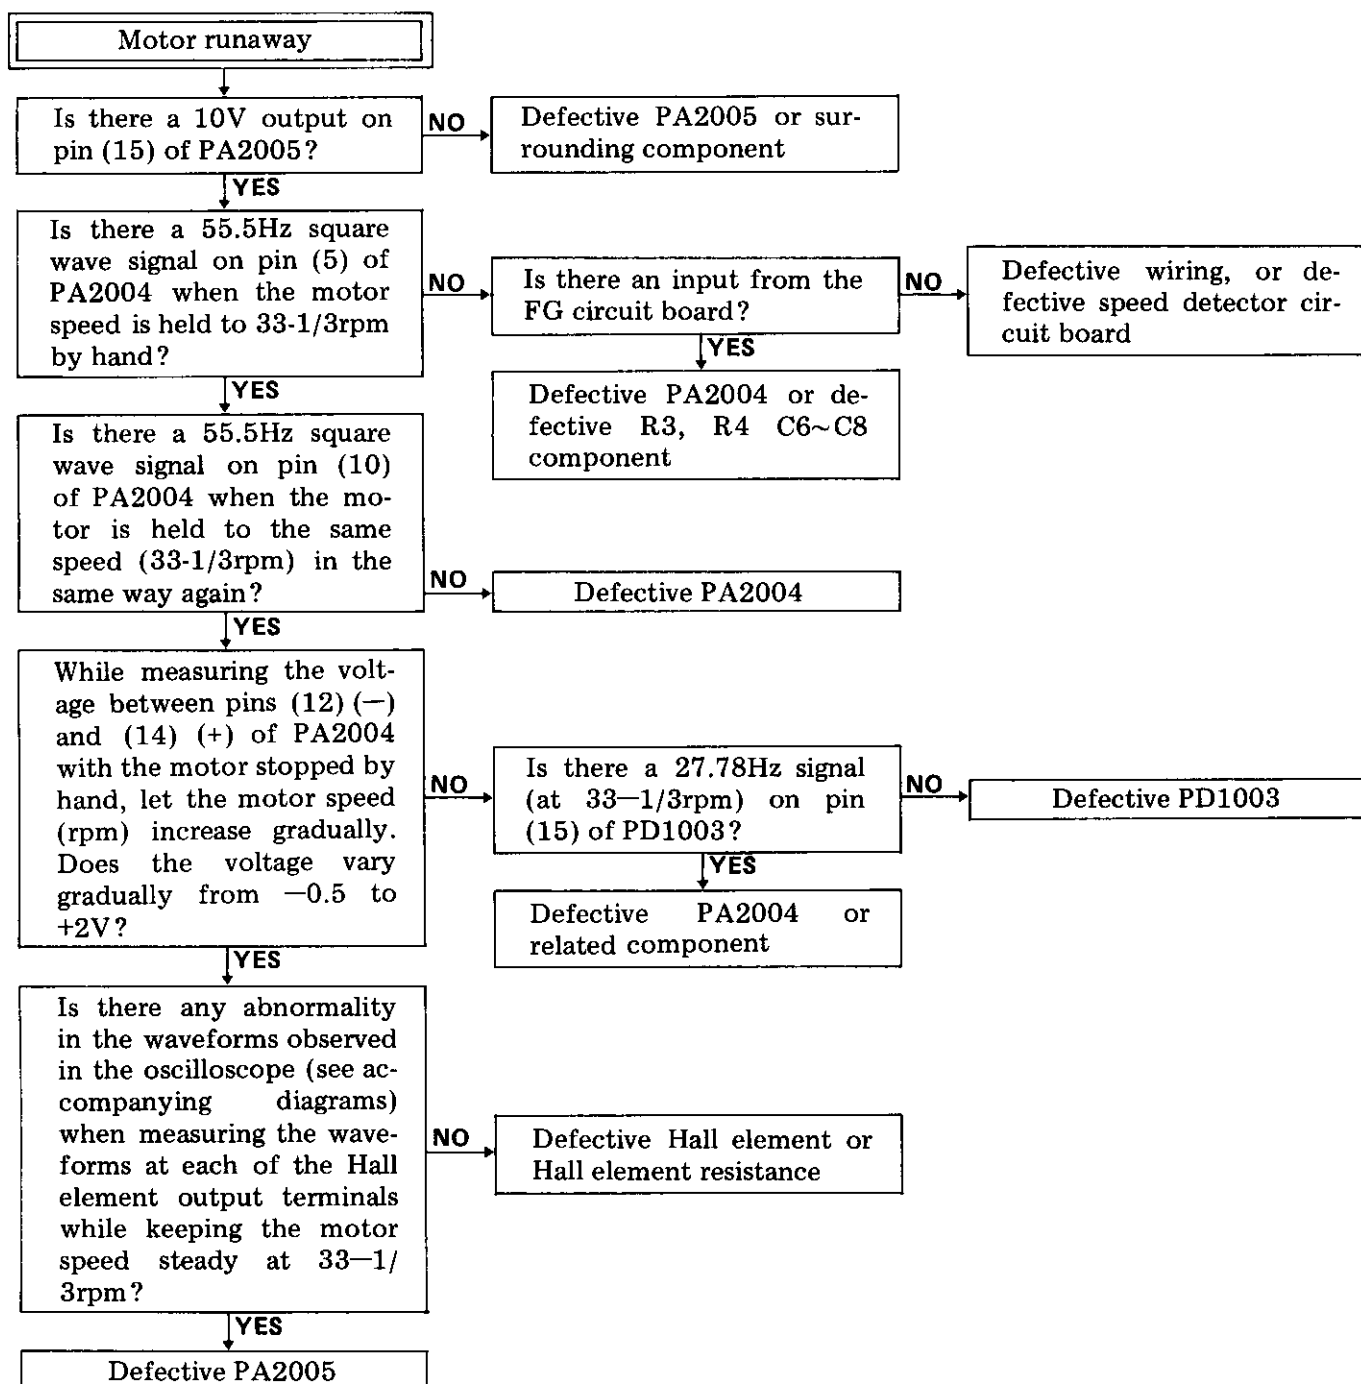 Motor runaway
Is there a 10V output on
pin (15) of PA2005?
NO
Defective PA2005 or sur-
rounding component
YES
Is there a 55.5Hz square
wave signal on pin (5) of
PA2004 when the motor
speed is held to 33-1/3rpm
by hand?
NO
Is there an input from the
FG circuit board?
NO
Defective wiring, or de-
fective speed detector cir-
cuit board
YES
Defective PA2004 or de-
fective R3, R4 C6~C8
component
YES
Is there a 55.5Hz square
wave signal on pin (10)
of PA2004 when the mo-
tor is held to the same
speed (33-1/3rpm) in the
same way again?
NO
Defective PA2004
YES
While measuring the volt-
age between pins (12) (—)
and (14) (+) of PA2004
with the motor stopped by
hand, let the motor speed
(rpm) increase gradually.
Does the voltage vary
gradually from —0.5 to
+2V?
NO
Is there a 27.78Hz signal
(at 33—1/3rpm) on pin
(15) of PD1003?
NO
Defective PD1003
YES
Defective PA2004 or
related component
YES
Is there any abnormality
in the waveforms observed
in the oscilloscope (see ac-
companying diagrams)
when measuring the wave-
forms at each of the Hall
element output terminals
while keeping the motor
speed steady at 33—1/
3rpm?
NO
Defective Hall element or
Hall element resistance
YES
Defective PA2005